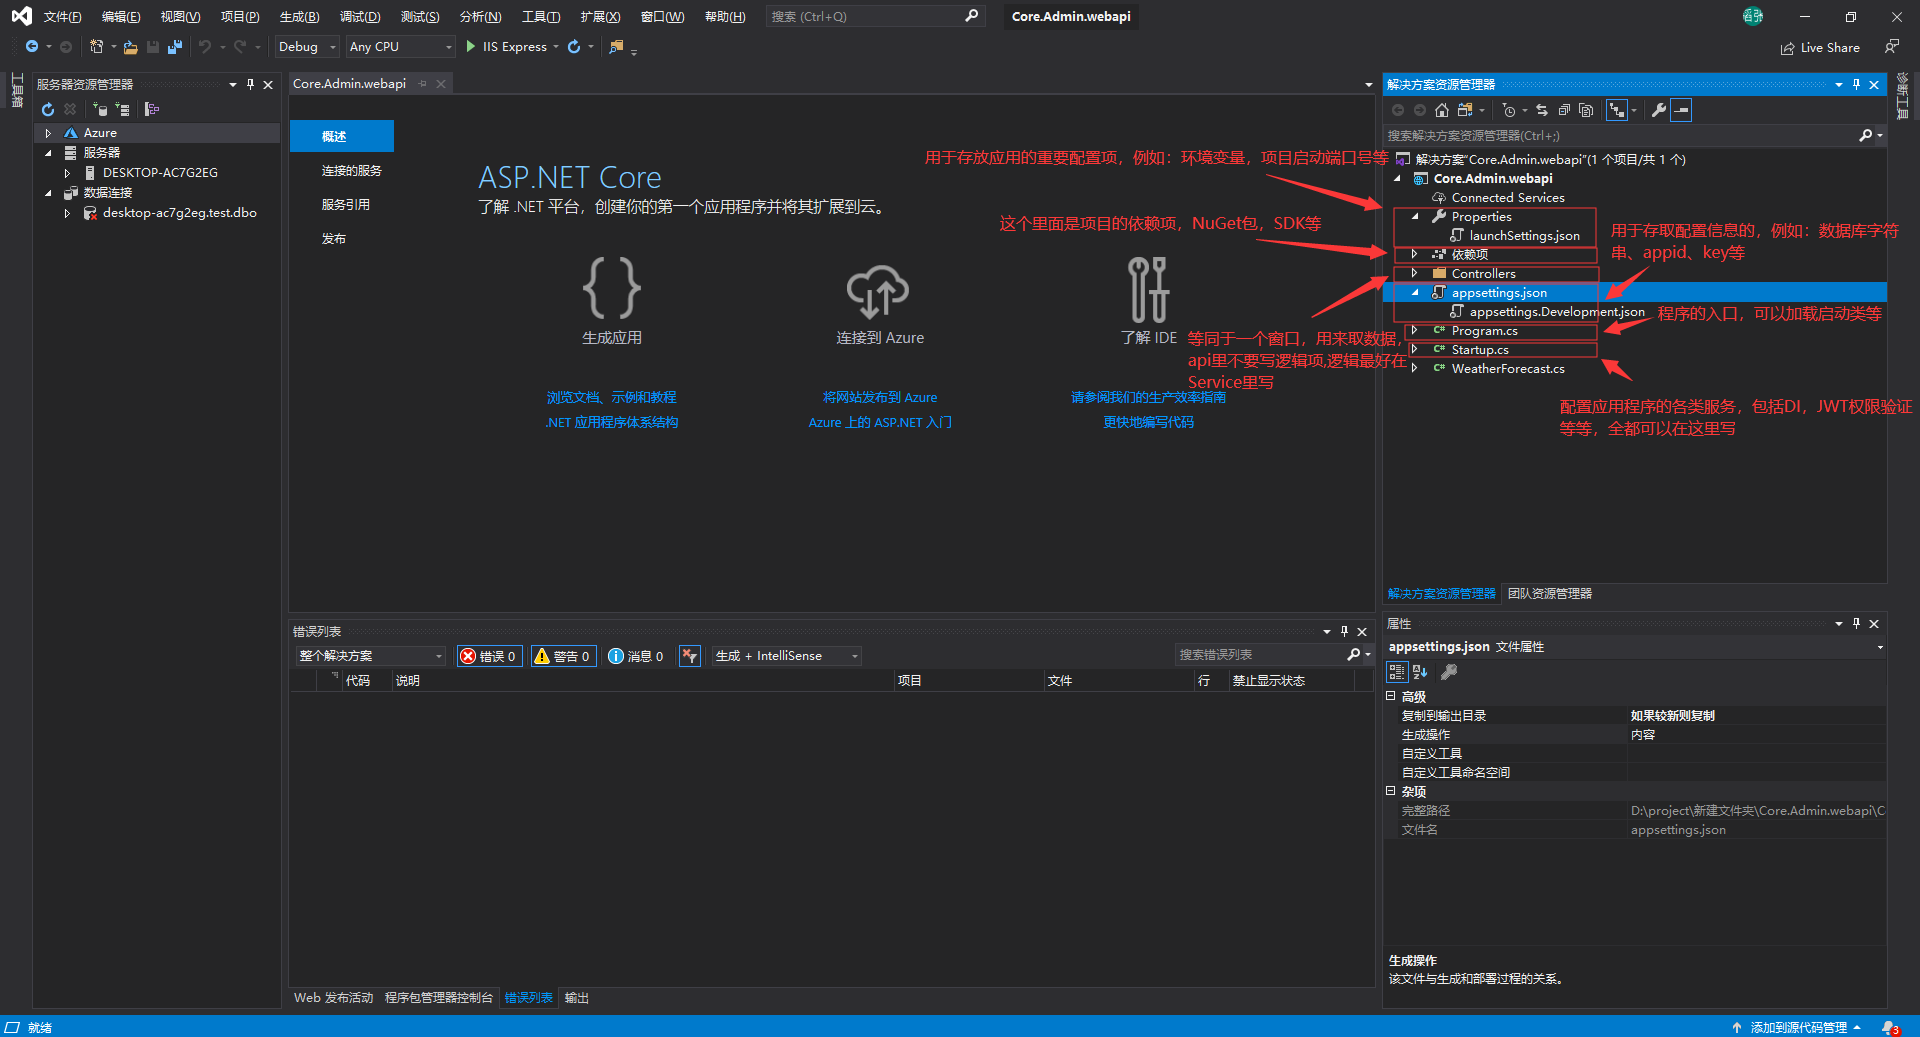 文件(F) 编辑(E) 视图(V) 项目(P) 生成(B) 调试(D) 测试(S) 分析(N) 工具(T) 扩展(X) 窗口(W) 帮助(H) 搜索 (Ctrl+Q) Core.Admin.webapi
Debug Any CPU IIS Express Live Share
工具箱
服务器资源管理器
Azure
服务器
DESKTOP-AC7G2EG
数据连接
desktop-ac7g2eg.test.dbo
Core.Admin.webapi
概述
连接的服务
服务引用
发布
ASP.NET Core
了解 .NET 平台，创建你的第一个应用程序并将其扩展到云。
生成应用
浏览文档、示例和教程
.NET 应用程序体系结构
连接到 Azure
将网站发布到 Azure
Azure 上的 ASP.NET 入门
了解 IDE
请参阅我们的生产效率指南
更快地编写代码
用于存放应用的重要配置项，例如：环境变量，项目启动端口号等
这个里面是项目的依赖项，NuGet包，SDK等
等同于一个窗口，用来取数据，
api里不要写逻辑项,逻辑最好在
Service里写
解决方案资源管理器
搜索解决方案资源管理器(Ctrl+;)
解决方案"Core.Admin.webapi"(1 个项目/共 1 个)
Core.Admin.webapi
Connected Services
Properties
launchSettings.json
依赖项
Controllers
appsettings.json
appsettings.Development.json
C# Program.cs
C# Startup.cs
C# WeatherForecast.cs
用于存取配置信息的，例如：数据库字符
串、appid、key等
程序的入口，可以加载启动类等
配置应用程序的各类服务，包括DI，JWT权限验证
等等，全都可以在这里写
解决方案资源管理器 团队资源管理器
诊断工具
错误列表
整个解决方案 错误 0 警告 0 消息 0 生成 + IntelliSense 搜索错误列表
代码 说明 项目 文件 行 禁止显示状态
Web 发布活动 程序包管理器控制台 错误列表 输出
属性
appsettings.json 文件属性
高级
复制到输出目录 如果较新则复制
生成操作 内容
自定义工具
自定义工具命名空间
杂项
完整路径 D:\project\新建文件夹\Core.Admin.webapi\C
文件名 appsettings.json
生成操作
该文件与生成和部署过程的关系。
就绪 添加到源代码管理 3